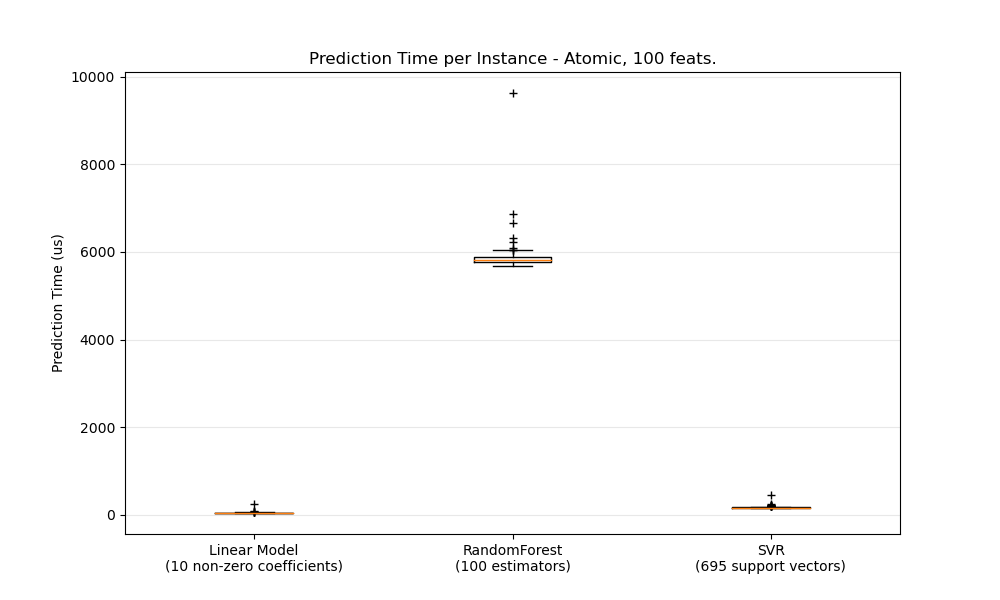 Prediction Time per Instance - Atomic, 100 feats.
Prediction Time (us)
10000
8000
6000
4000
2000
0
Linear Model
(10 non-zero coefficients)
RandomForest
(100 estimators)
SVR
(695 support vectors)